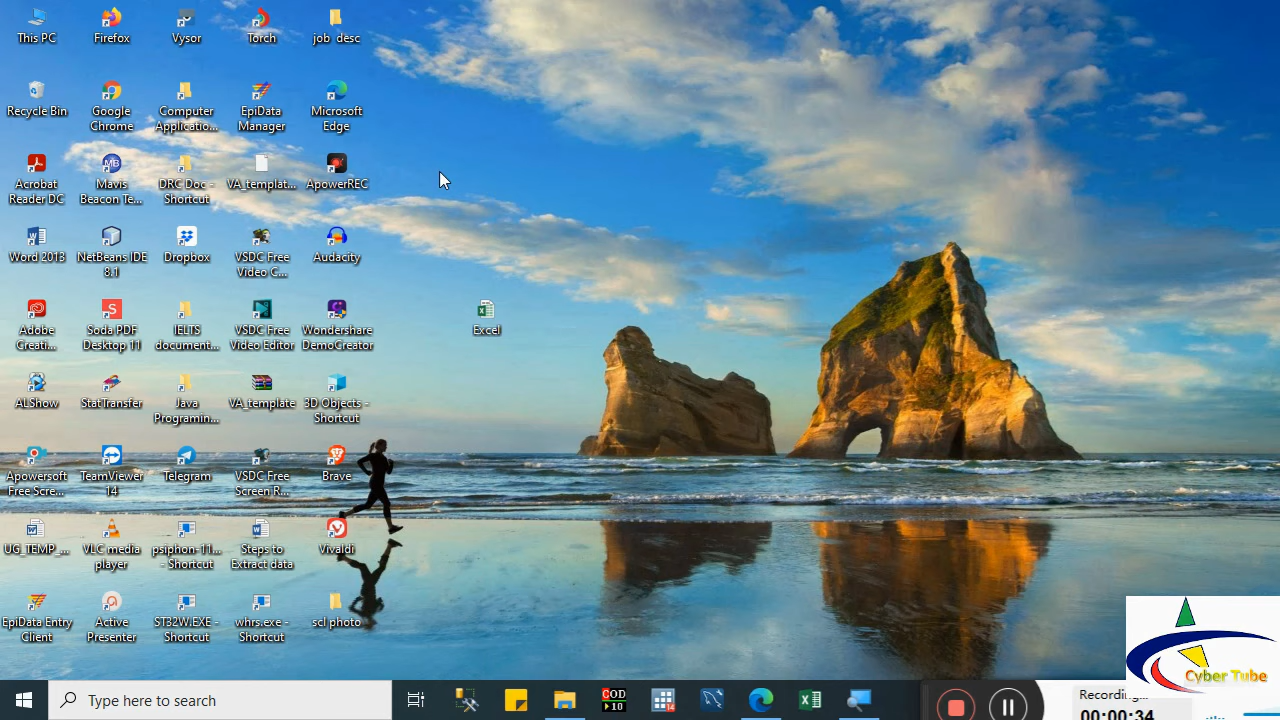 This PC
Firefox
Vysor
Torch
job desc
Recycle Bin
Google
Chrome
Computer
Applicatio...
EpiData
Manager
Microsoft
Edge
Acrobat
Reader DC
Mavis
Beacon Te...
DRC Doc -
Shortcut
VA_templat...
ApowerREC
Word 2013
NetBeans IDE
8.1
Dropbox
VSDC Free
Video C...
Audacity
Adobe
Creati...
Soda PDF
Desktop 11
IELTS
document...
VSDC Free
Video Editor
Wondershare
DemoCreator
Excel
ALShow
StatTransfer
Java
Programin...
VA_template
3D Objects -
Shortcut
Apowersoft
Free Scre...
TeamViewer
14
Telegram
VSDC Free
Screen R...
Brave
UG_TEMP_...
VLC media
player
psiphon-11...
- Shortcut
Steps to
Extract data
Vivaldi
EpiData Entry
Client
Active
Presenter
ST32W.EXE -
Shortcut
whrs.exe -
Shortcut
scl photo
Cyber Tube
Type here to search
COD
10
14
Recording...
00:00:34